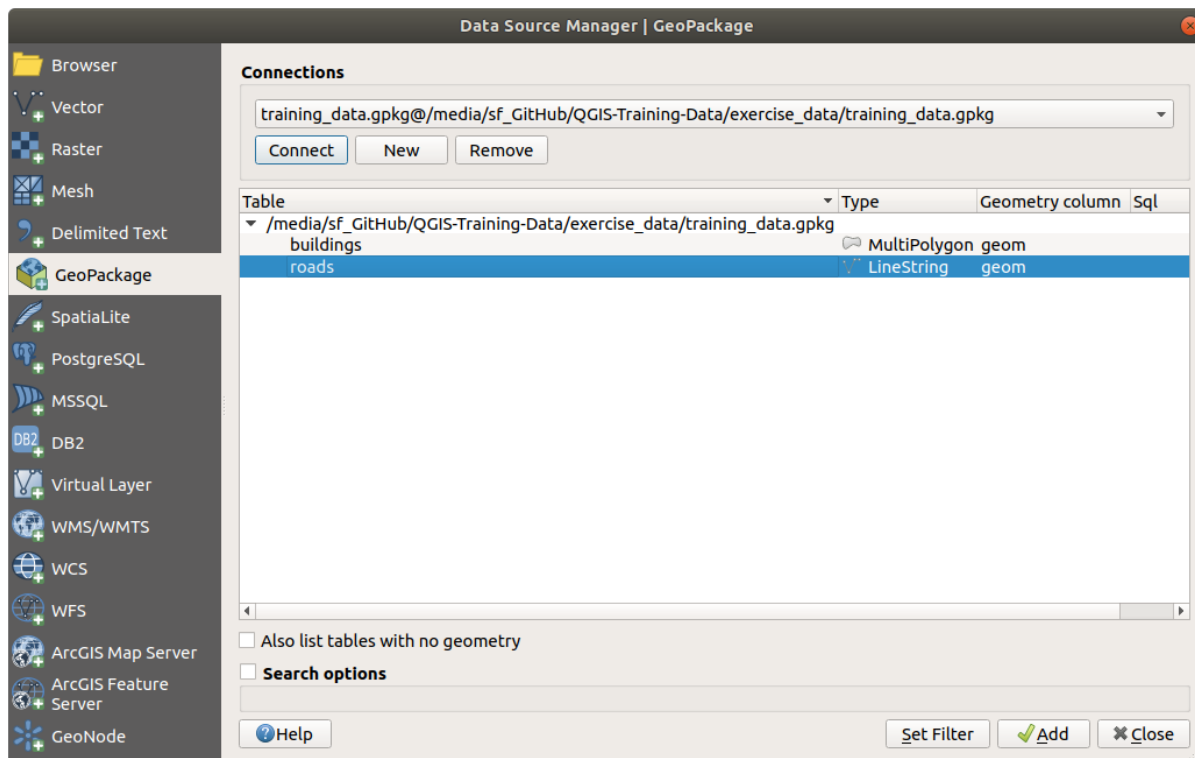 Data Source Manager | GeoPackage
Browser
Vector
Raster
Mesh
Delimited Text
GeoPackage
SpatiaLite
PostgreSQL
MSSQL
DB2 DB2
Virtual Layer
WMS/WMTS
WCS
WFS
ArcGIS Map Server
ArcGIS Feature
Server
GeoNode
Connections
training_data.gpkg@/media/sf_GitHub/QGIS-Training-Data/exercise_data/training_data.gpkg
Connect New Remove
Table Type Geometry column Sql
/media/sf_GitHub/QGIS-Training-Data/exercise_data/training_data.gpkg
buildings MultiPolygon geom
roads LineString geom
Also list tables with no geometry
Search options
Help Set Filter Add Close